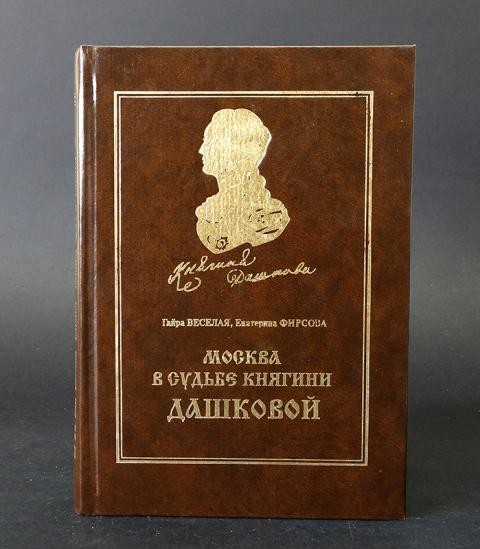 Княгиня Дашкова
Гайра ВЕСЕЛАЯ, Екатерина ФИРСОВА
МОСКВА
В СУДЬБЕ КНЯГИНИ
ДАШКОВОЙ